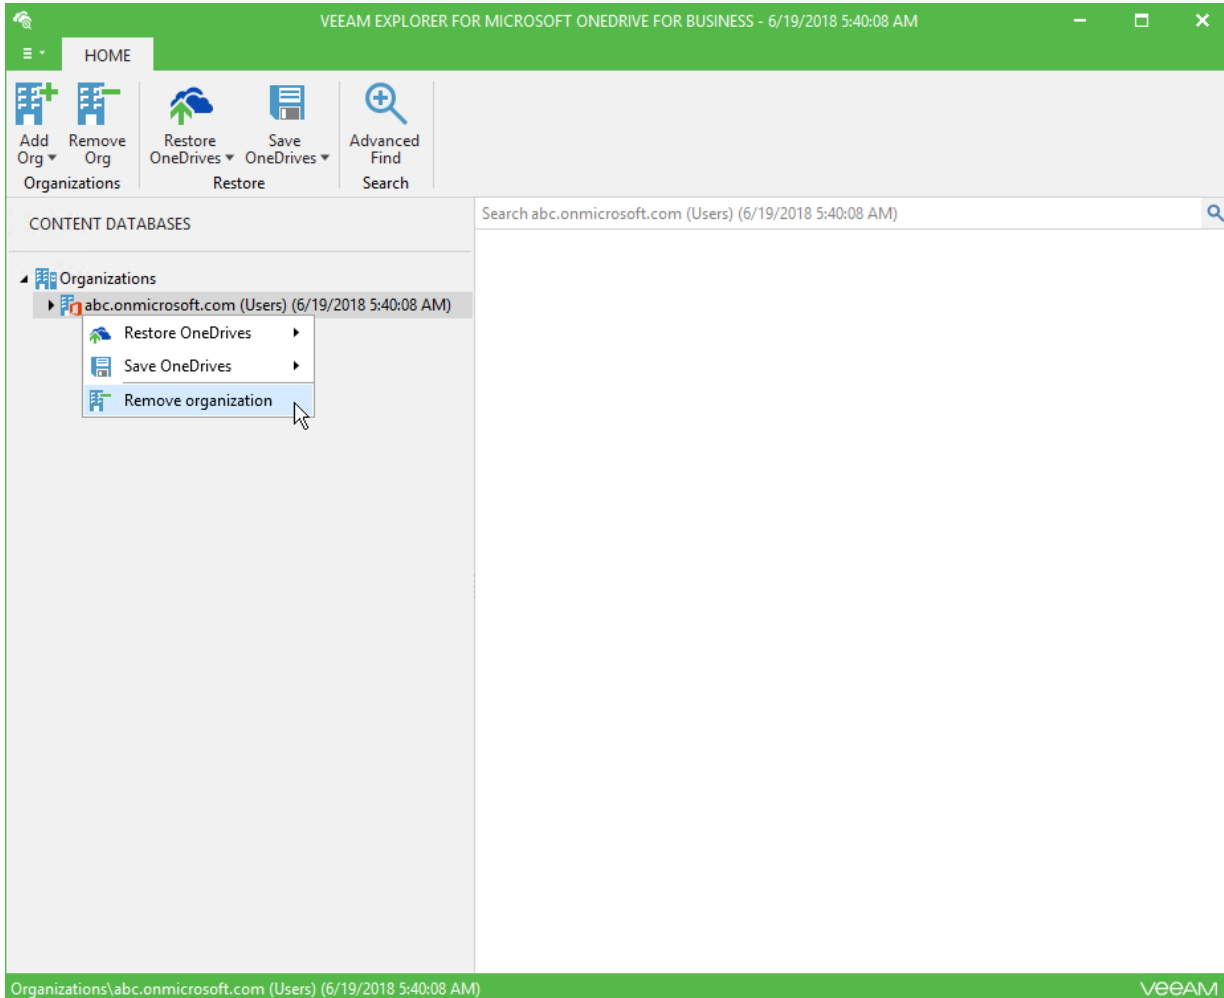 VEEAM EXPLORER FOR MICROSOFT ONEDRIVE FOR BUSINESS - 6/19/2018 5:40:08 AM
HOME
Add Org
Remove Org
Restore OneDrives
Save OneDrives
Advanced Find
Organizations
Restore
Search
CONTENT DATABASES
Search abc.onmicrosoft.com (Users) (6/19/2018 5:40:08 AM)
Organizations
abc.onmicrosoft.com (Users) (6/19/2018 5:40:08 AM)
Restore OneDrives
Save OneDrives
Remove organization
Organizations\abc.onmicrosoft.com (Users) (6/19/2018 5:40:08 AM)
veeam